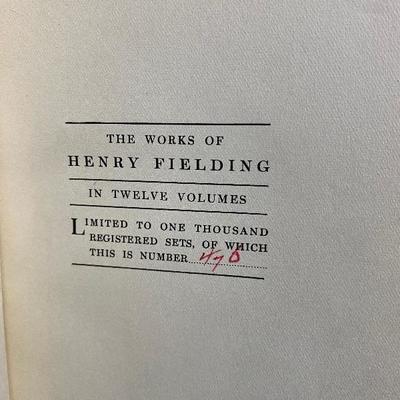 THE WORKS OF
HENRY FIELDING
IN TWELVE VOLUMES
LIMITED TO ONE THOUSAND
REGISTERED SETS, OF WHICH
THIS IS NUMBER....470........